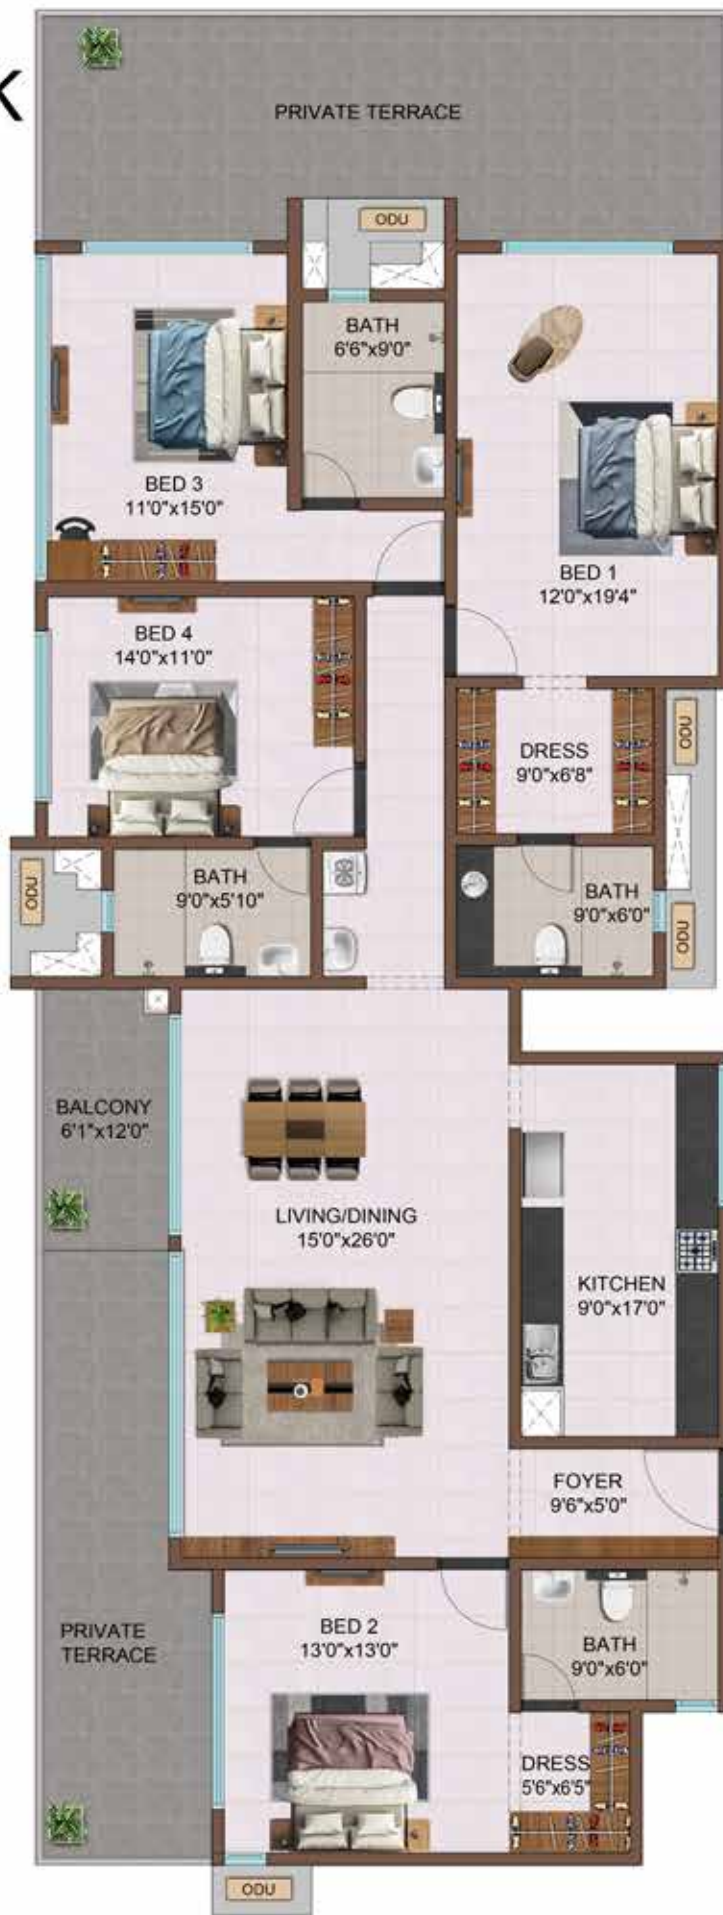 K
PRIVATE TERRACE
ODU
BATH
6'6"x9'0"
BED 3
11'0"x15'0"
BED 1
12'0"x19'4"
BED 4
14'0"x11'0"
DRESS
9'0"x6'8"
ODU
ODU
BATH
9'0"x5'10"
BATH
9'0"x6'0"
ODU
BALCONY
6'1"x12'0"
LIVING/DINING
15'0"x26'0"
KITCHEN
9'0"x17'0"
FOYER
9'6"x5'0"
PRIVATE
TERRACE
BED 2
13'0"x13'0"
BATH
9'0"x6'0"
DRESS
5'6"x6'5"
ODU